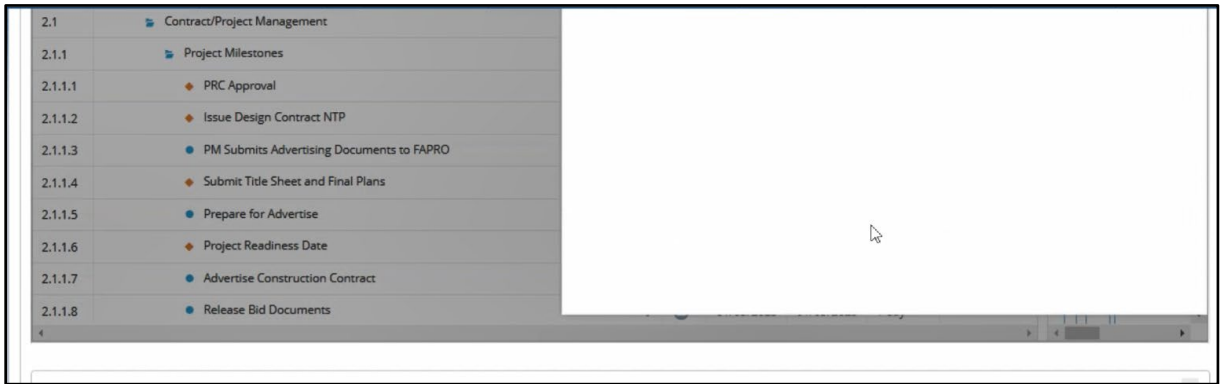 2.1 Contract/Project Management
2.1.1 Project Milestones
2.1.1.1 PRC Approval
2.1.1.2 Issue Design Contract NTP
2.1.1.3 PM Submits Advertising Documents to FAPRO
2.1.1.4 Submit Title Sheet and Final Plans
2.1.1.5 Prepare for Advertise
2.1.1.6 Project Readiness Date
2.1.1.7 Advertise Construction Contract
2.1.1.8 Release Bid Documents